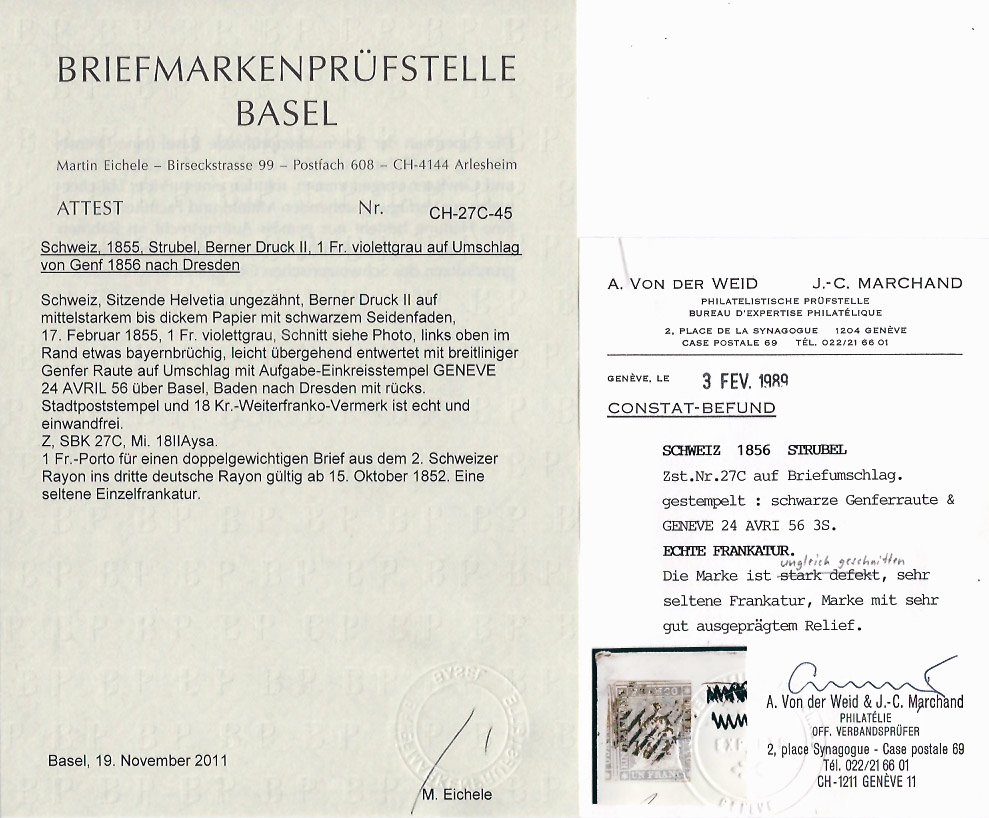 BRIEFMARKENPRÜFSTELLE
BASEL
Martin Eichele – Birseckstrasse 99 – Postfach 608 – CH-4144 Arlesheim
ATTEST Nr. CH-27C-45
Schweiz, 1855, Strubel, Berner Druck II, 1 Fr. violettgrau auf Umschlag
von Genf 1856 nach Dresden
Schweiz, Sitzende Helvetia ungezähnt, Berner Druck II auf
mittelstarkem bis dickem Papier mit schwarzem Seidenfaden,
17. Februar 1855, 1 Fr. violettgrau, Schnitt siehe Photo, links oben im
Rand etwas bayernbrüchig, leicht übergehend entwertet mit breitliniger
Genfer Raute auf Umschlag mit Aufgabe-Einkreisstempel GENEVE
24 AVRIL 56 über Basel, Baden nach Dresden mit rücks.
Stadtpoststempel und 18 Kr.-Weiterfranko-Vermerk ist echt und
einwandfrei.
Z, SBK 27C, Mi. 18IIAysa.
1 Fr.-Porto für einen doppelgewichtigen Brief aus dem 2. Schweizer
Rayon ins dritte deutsche Rayon gültig ab 15. Oktober 1852. Eine
seltene Einzelfrankatur.
Basel, 19. November 2011
M. Eichele
A. VON DER WEID J.-C. MARCHAND
PHILATELISTISCHE PRÜFSTELLE
BUREAU D'EXPERTISE PHILATÉLIQUE
2, PLACE DE LA SYNAGOGUE 1204 GENÈVE
CASE POSTALE 69 TÉL. 022/21 66 01
GENÈVE, LE 3 FEV. 1989
CONSTAT-BEFUND
SCHWEIZ 1856 STRUBEL
Zst.Nr.27C auf Briefumschlag.
gestempelt : schwarze Genferraute &
GENEVE 24 AVRI 56 3S.
ECHTE FRANKATUR.
ungleich geschnitten
Die Marke ist stark defekt, sehr
seltene Frankatur, Marke mit sehr
gut ausgeprägtem Relief.
UN FRANC
A. Von der Weid & J.-C. Marchand
PHILATÉLIE
OFF. VERBANDSPRÜFER
2, place Synagogue - Case postale 69
Tél. 022/21 66 01
CH-1211 GENÈVE 11